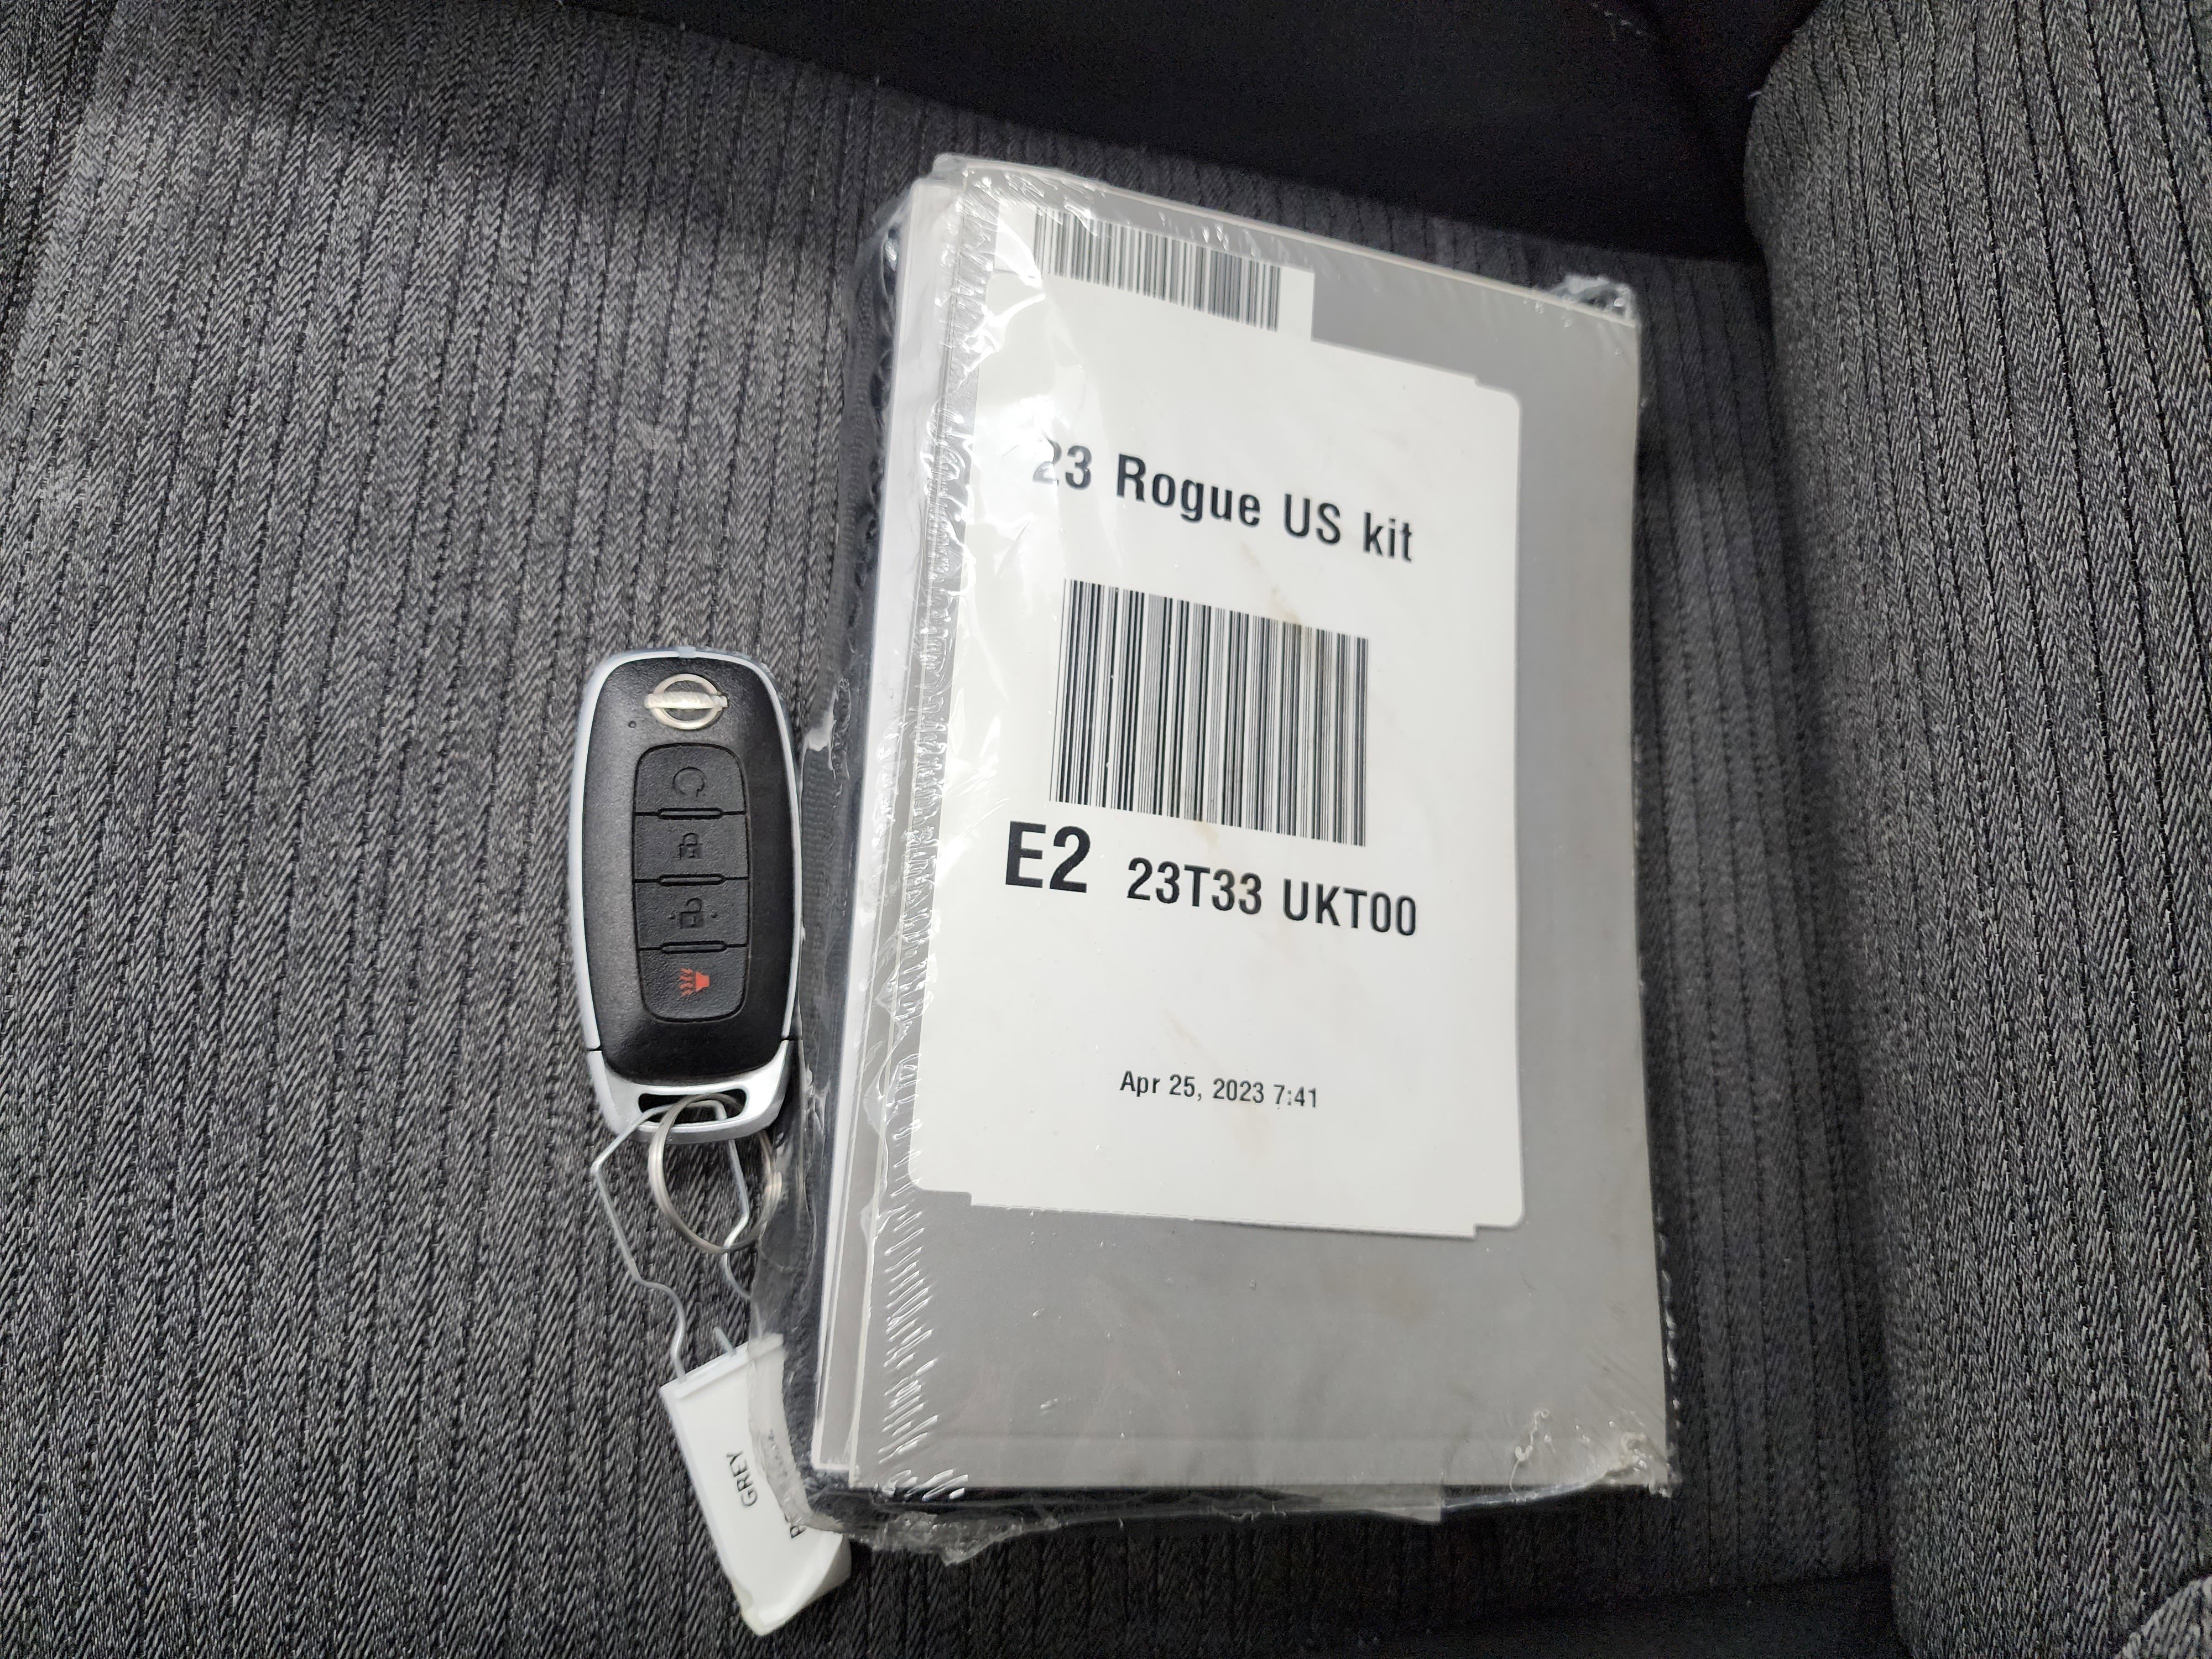 23 Rogue US kit
E2 23T33 UKT00
Apr 25, 2023 7:41
GREY